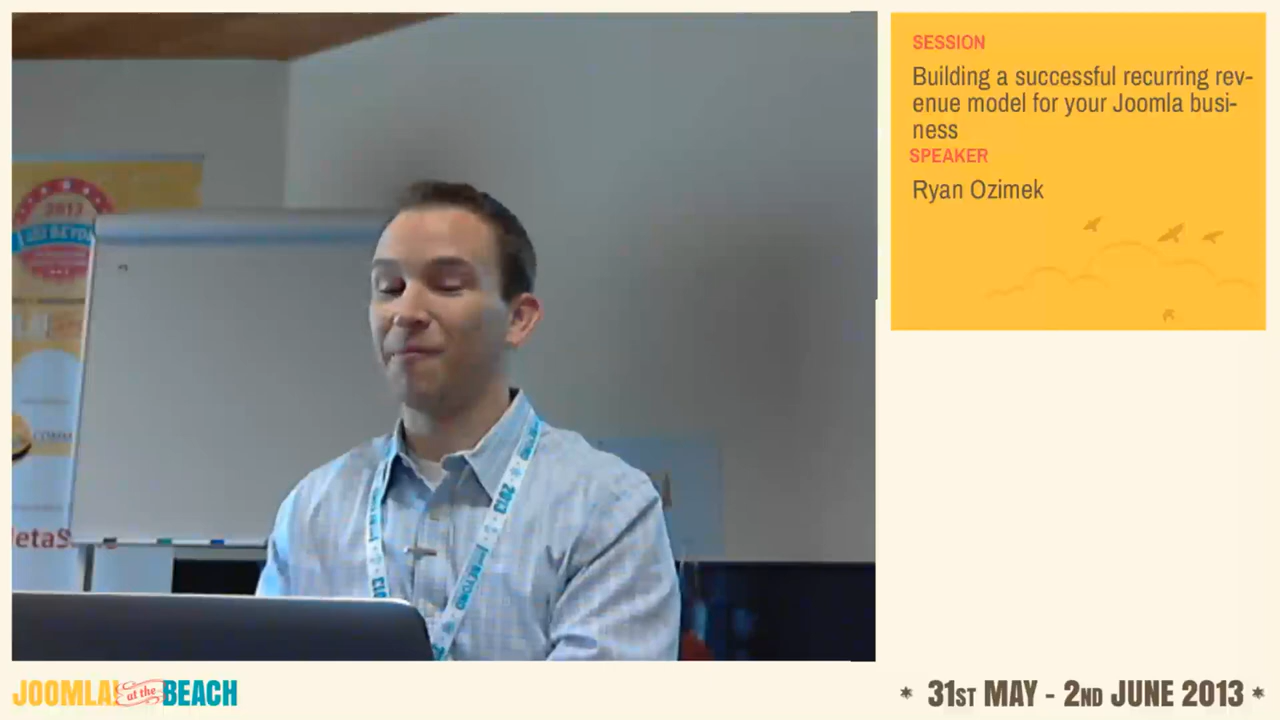 SESSION
Building a successful recurring rev-
enue model for your Joomla busi-
ness
SPEAKER
Ryan Ozimek
2013
JOOMLA! at the BEACH
* 31ST MAY - 2ND JUNE 2013 *